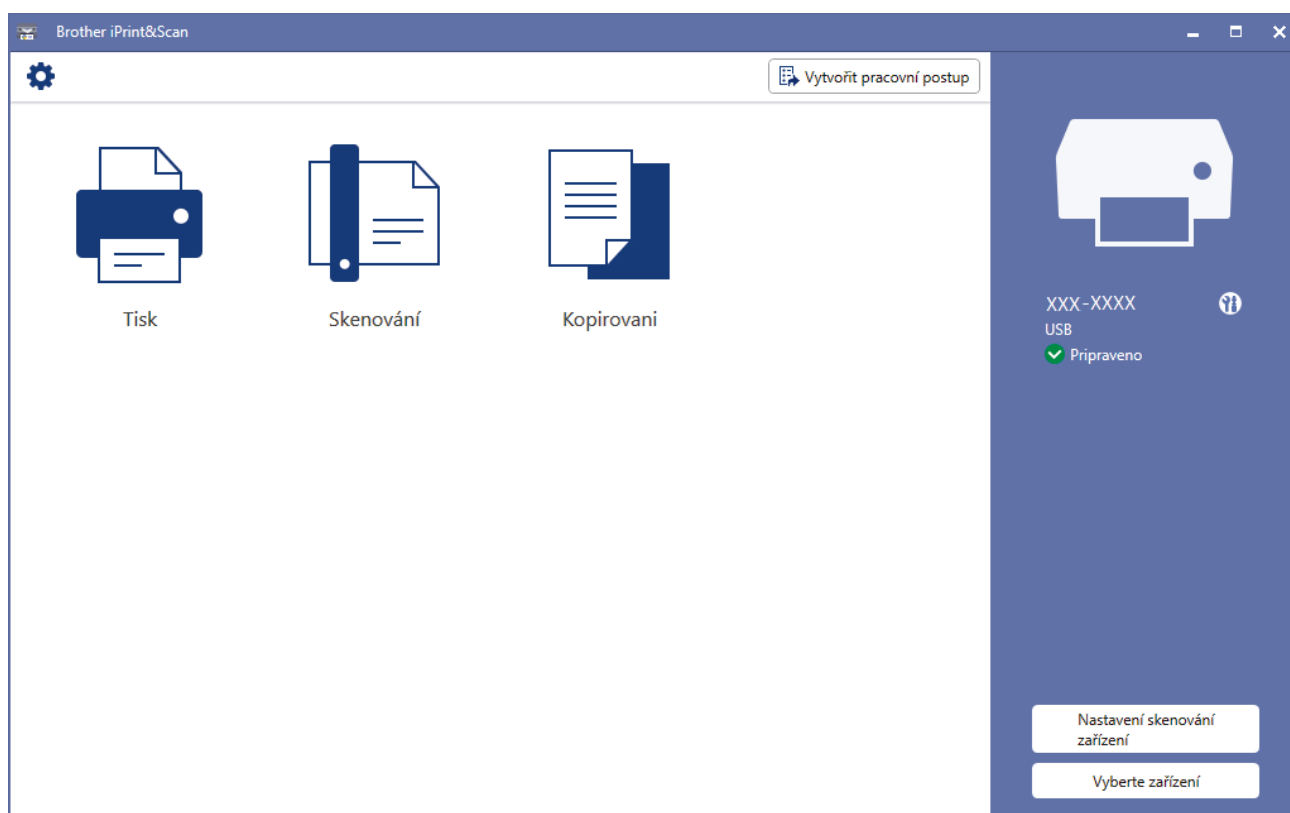 Brother iPrint&Scan
Vytvořit pracovní postup
Tisk
Skenování
Kopirovani
XXX-XXXX
USB
Pripraveno
Nastavení skenování
zařízení
Vyberte zařízení